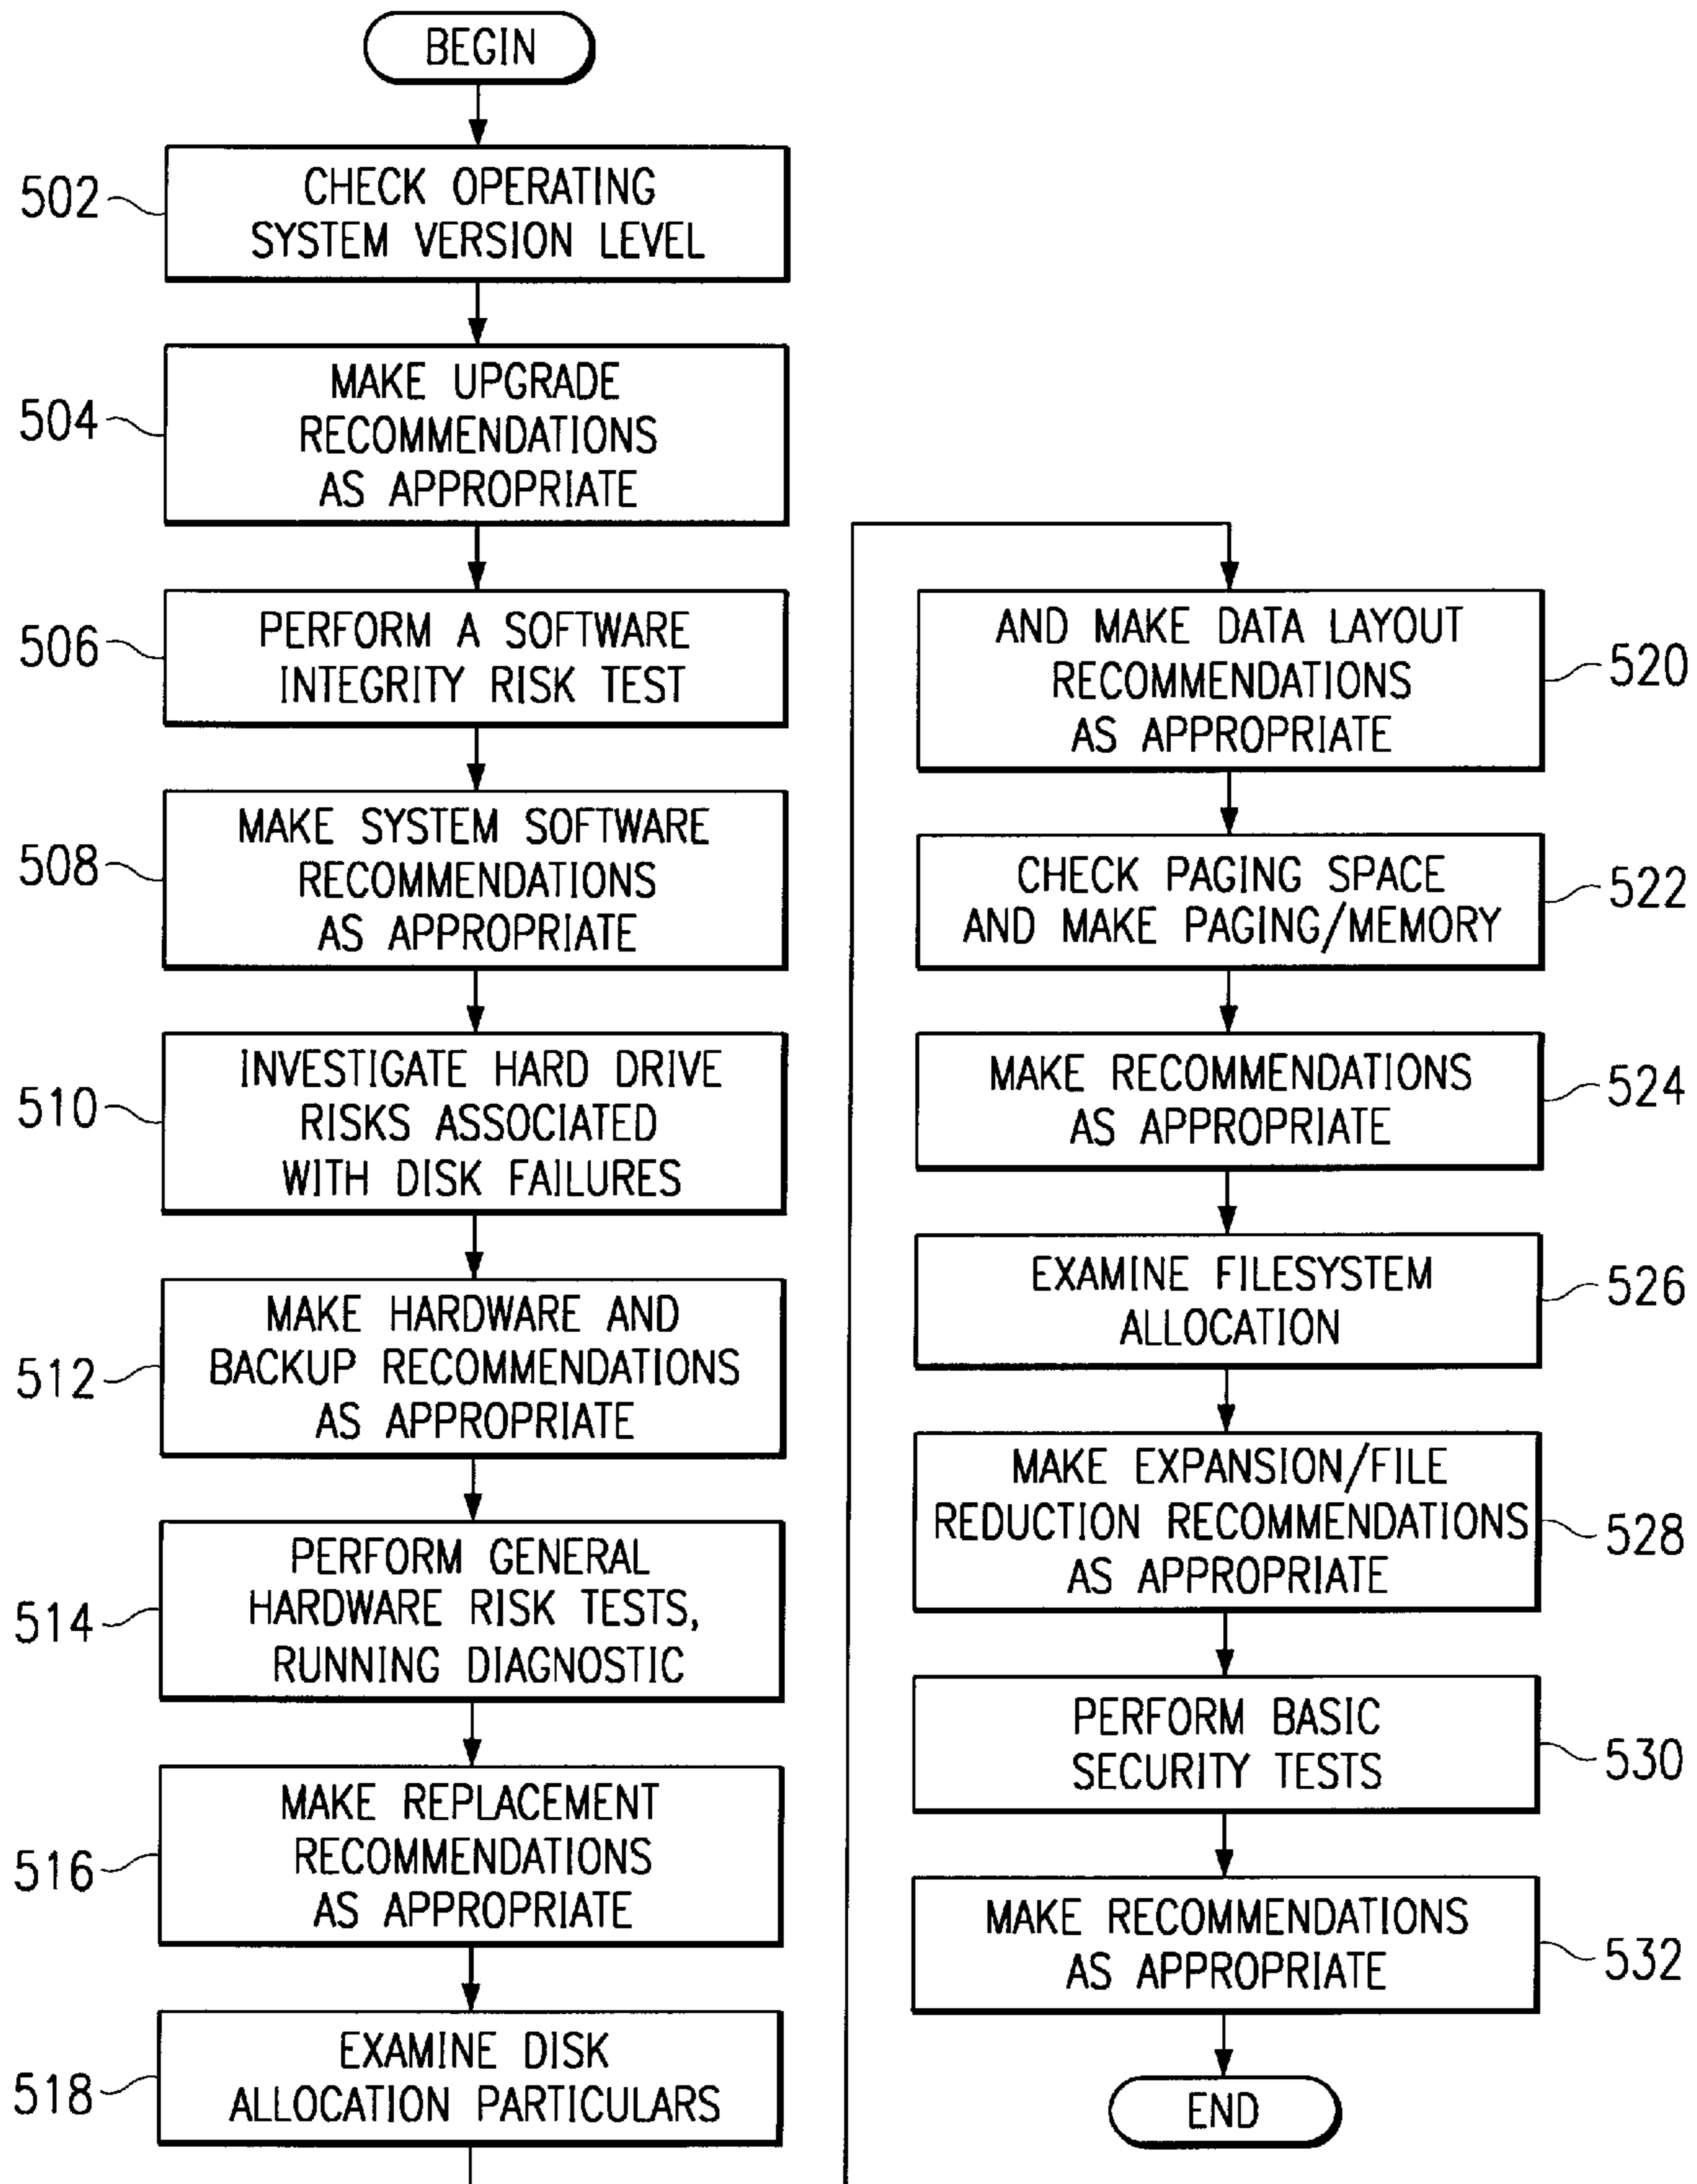 BEGIN
502
CHECK OPERATING
SYSTEM VERSION LEVEL
504
MAKE UPGRADE
RECOMMENDATIONS
AS APPROPRIATE
506
PERFORM A SOFTWARE
INTEGRITY RISK TEST
508
MAKE SYSTEM SOFTWARE
RECOMMENDATIONS
AS APPROPRIATE
510
INVESTIGATE HARD DRIVE
RISKS ASSOCIATED
WITH DISK FAILURES
512
MAKE HARDWARE AND
BACKUP RECOMMENDATIONS
AS APPROPRIATE
514
PERFORM GENERAL
HARDWARE RISK TESTS,
RUNNING DIAGNOSTIC
516
MAKE REPLACEMENT
RECOMMENDATIONS
AS APPROPRIATE
518
EXAMINE DISK
ALLOCATION PARTICULARS
AND MAKE DATA LAYOUT
RECOMMENDATIONS
AS APPROPRIATE
520
CHECK PAGING SPACE
AND MAKE PAGING/MEMORY
522
MAKE RECOMMENDATIONS
AS APPROPRIATE
524
EXAMINE FILESYSTEM
ALLOCATION
526
MAKE EXPANSION/FILE
REDUCTION RECOMMENDATIONS
AS APPROPRIATE
528
PERFORM BASIC
SECURITY TESTS
530
MAKE RECOMMENDATIONS
AS APPROPRIATE
532
END